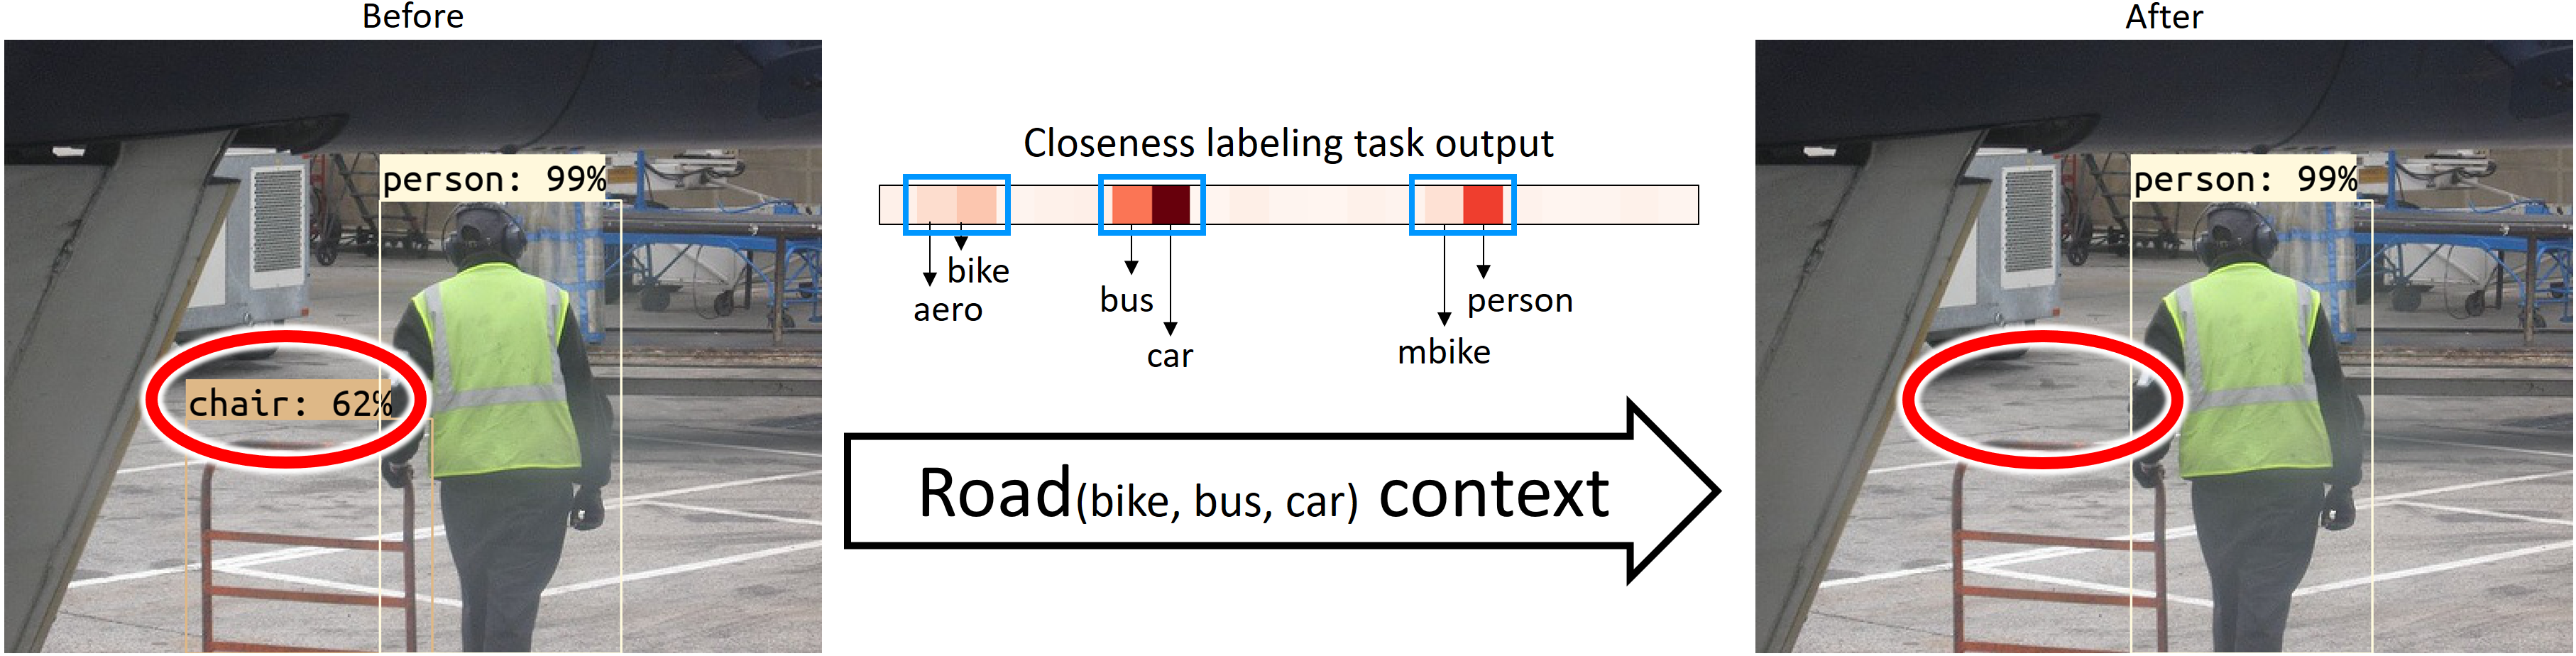 Before
person: 99%
chair: 62%
Closeness labeling task output
bike
aero
bus
car
person
mbike
Road(bike, bus, car) context
After
person: 99%